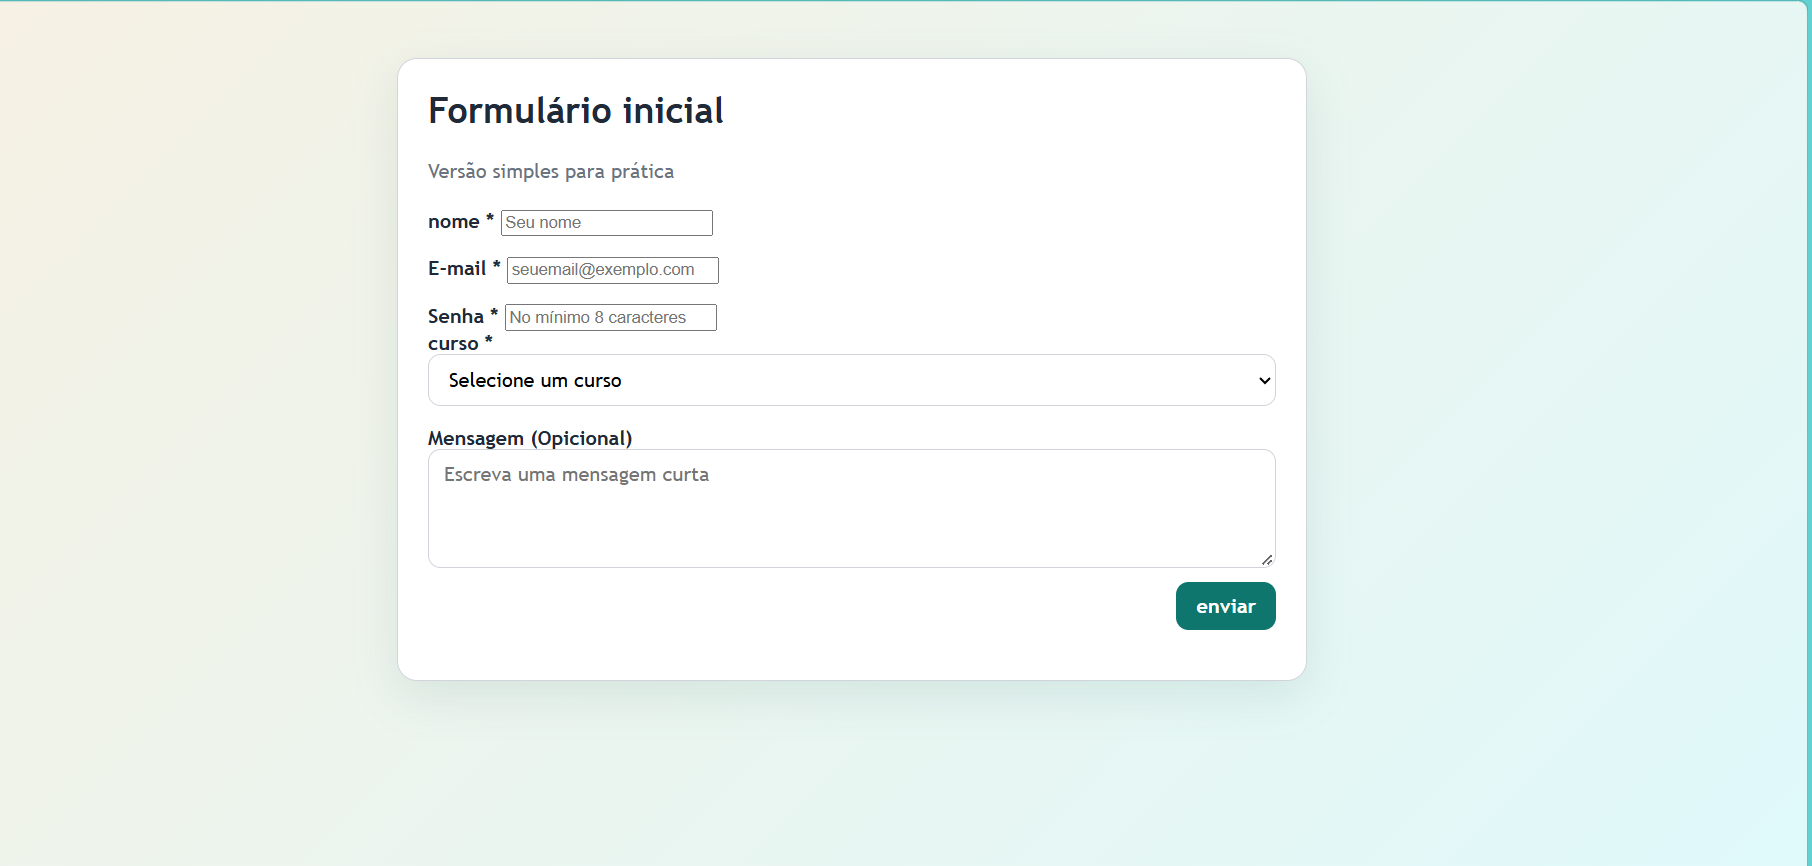 Formulário inicial
Versão simples para prática
nome * Seu nome
E-mail * seuemail@exemplo.com
Senha * No mínimo 8 caracteres
curso *
Selecione um curso
Mensagem (Opicional)
Escreva uma mensagem curta
enviar